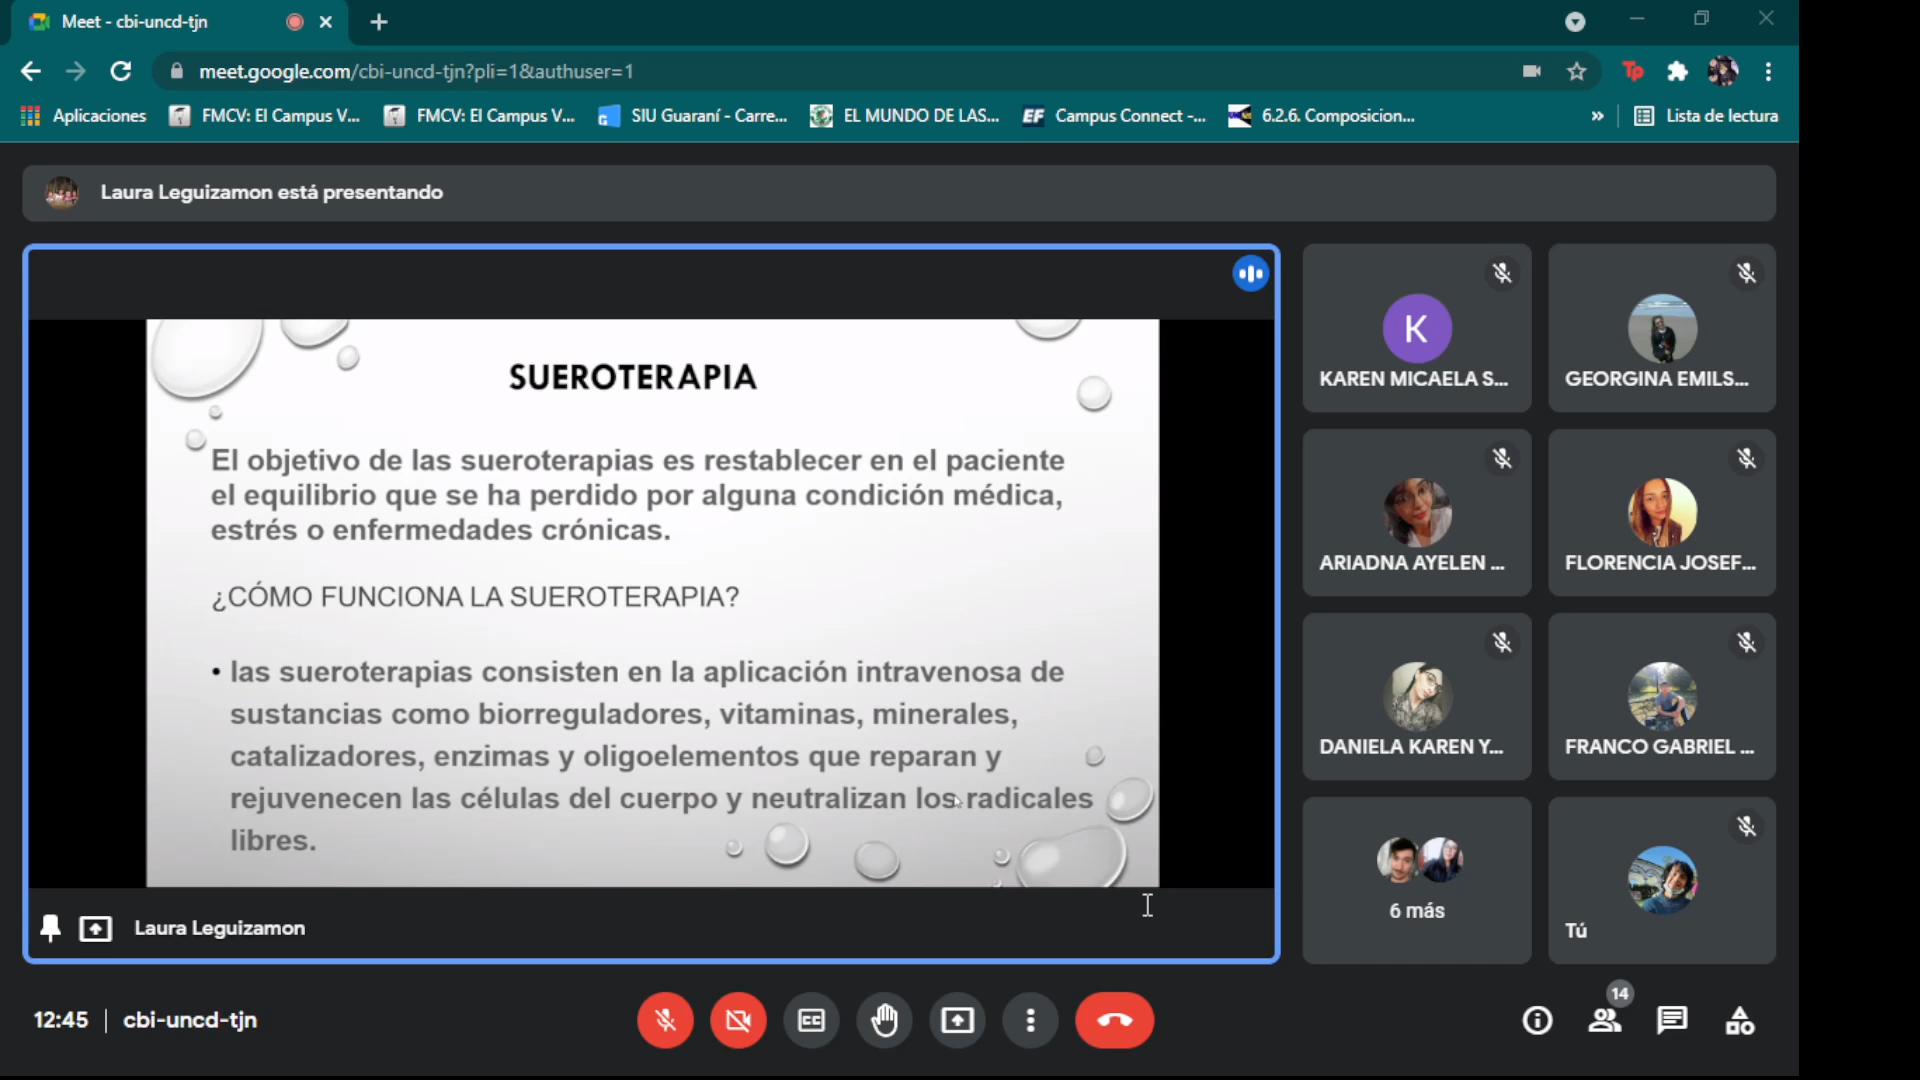 Meet - cbi-uncd-tjn
meet.google.com/cbi-uncd-tjn?pli=1&authuser=1
Tp
Aplicaciones
FMCV: El Campus V...
FMCV: El Campus V...
SIU Guaraní - Carre...
EL MUNDO DE LAS...
EF Campus Connect -...
6.2.6. Composicion...
»
Lista de lectura
Laura Leguizamon está presentando
SUEROTERAPIA
El objetivo de las sueroterapias es restablecer en el paciente
el equilibrio que se ha perdido por alguna condición médica,
estrés o enfermedades crónicas.
¿CÓMO FUNCIONA LA SUEROTERAPIA?
• las sueroterapias consisten en la aplicación intravenosa de
sustancias como biorreguladores, vitaminas, minerales,
catalizadores, enzimas y oligoelementos que reparan y
rejuvenecen las células del cuerpo y neutralizan los radicales
libres.
Laura Leguizamon
K
KAREN MICAELA S...
GEORGINA EMILS...
ARIADNA AYELEN ...
FLORENCIA JOSEF...
DANIELA KAREN Y...
FRANCO GABRIEL ...
6 más
Tú
12:45 | cbi-uncd-tjn
CC
14